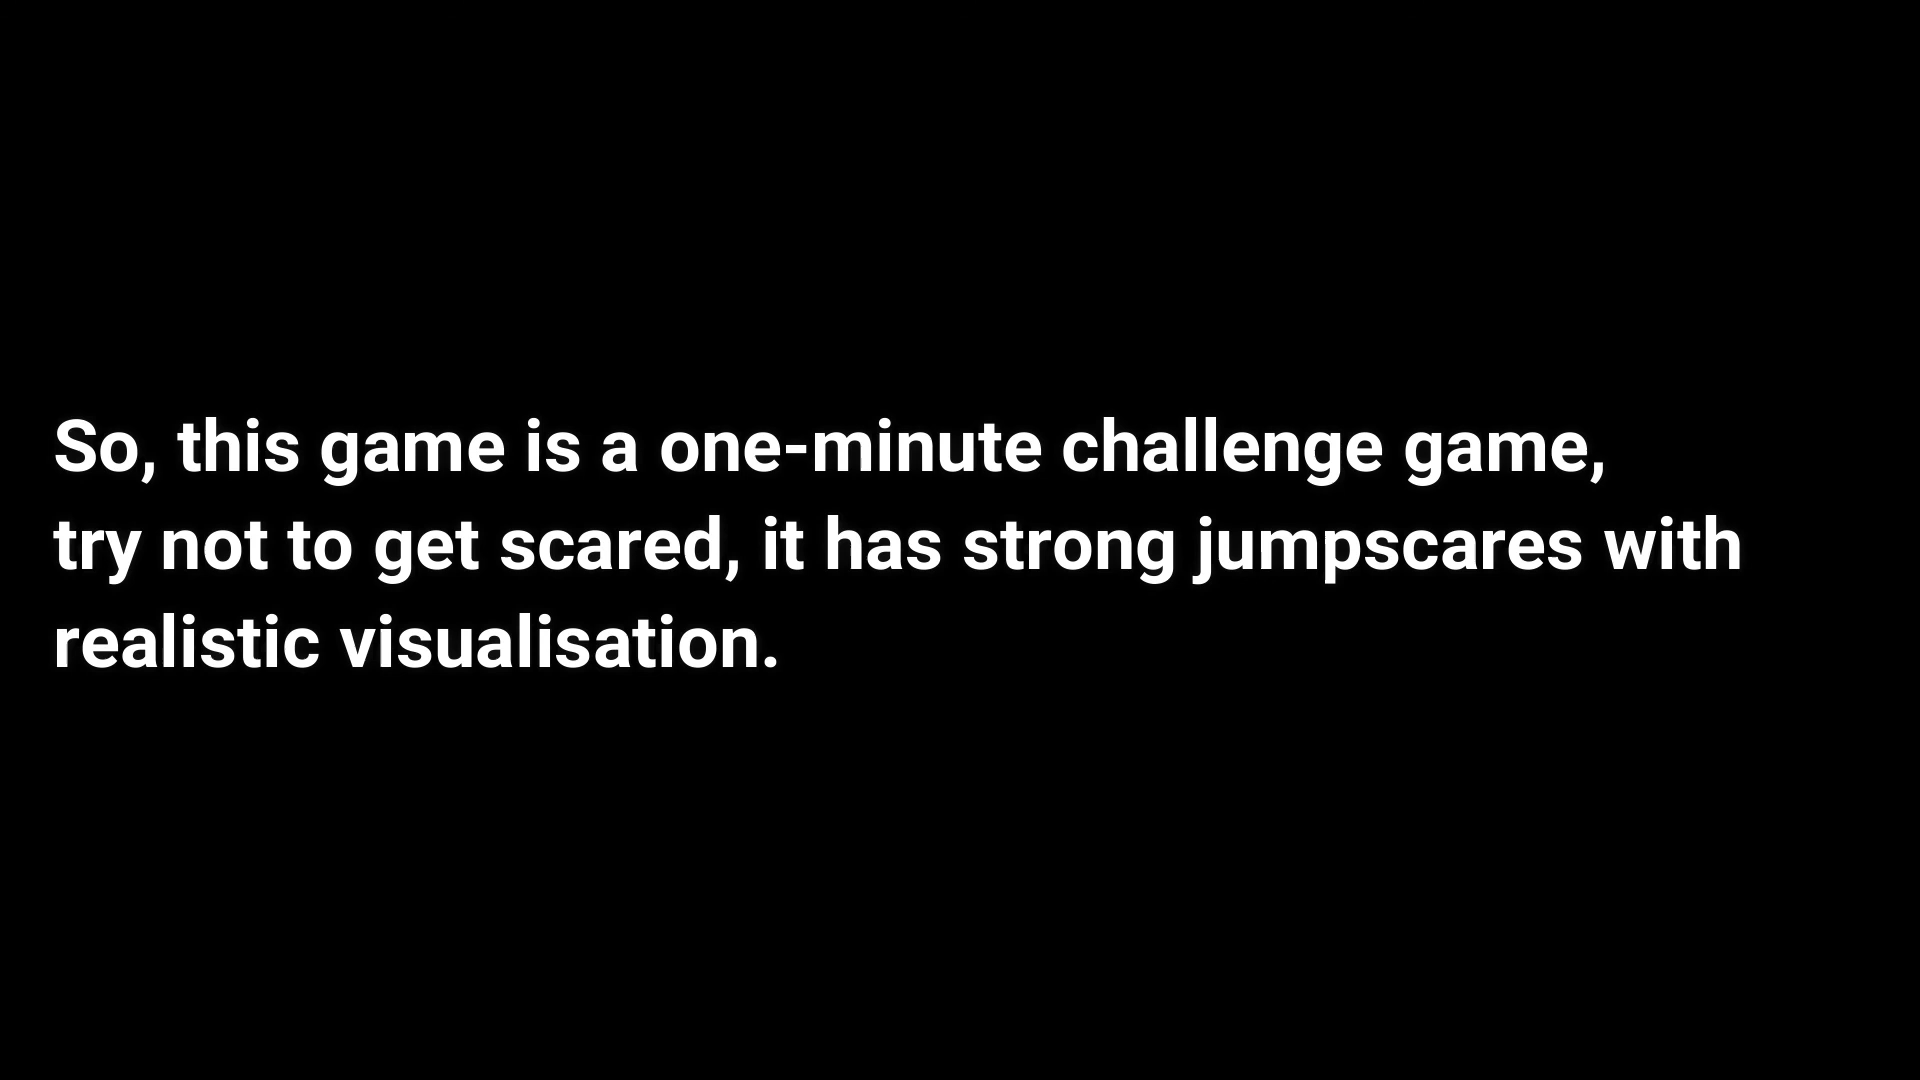 So, this game is a one-minute challenge game,
try not to get scared, it has strong jumpscares with
realistic visualisation.